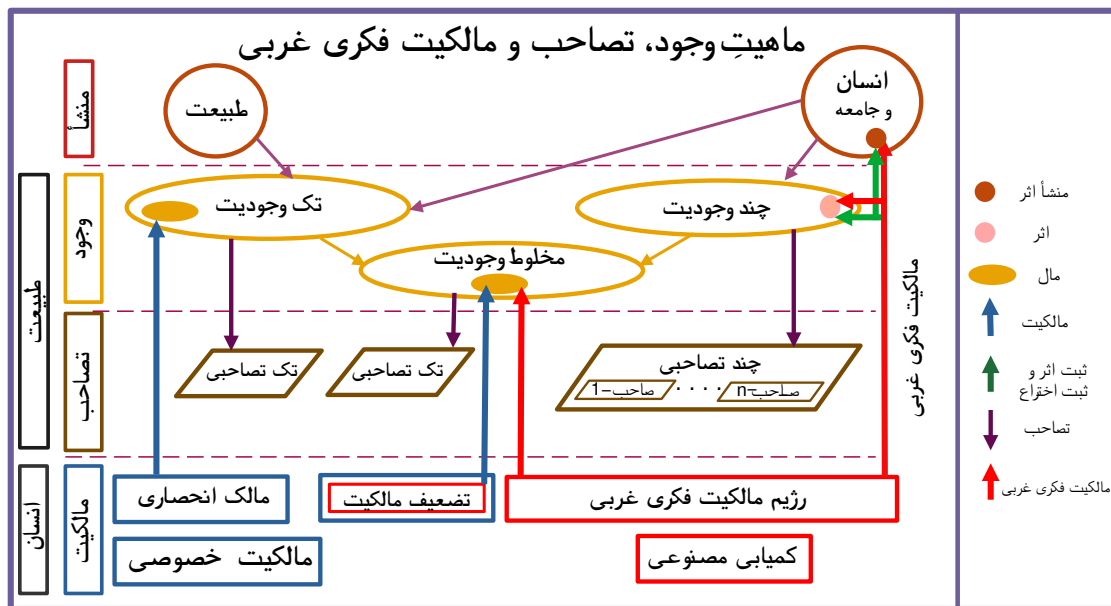 ماهیتِ وجود، تصاحب و مالکیت فکری غربی
منشأ
طبیعت
انسان
و جامعه
طبیعت
وجود
تک وجودیت
چند وجودیت
مخلوط وجودیت
تصاحب
تک تصاحبی
تک تصاحبی
چند تصاحبی
صاحب-1
. . . .
صاحب-n
انسان
مالکیت
مالک انحصاری
تضعیف مالکیت
رژیم مالکیت فکری غربی
مالکیت خصوصی
کمیابی مصنوعی
مالکیت فکری غربی
منشأ اثر
اثر
مال
مالکیت
ثبت اثر و
ثبت اختراع
تصاحب
مالکیت فکری غربی